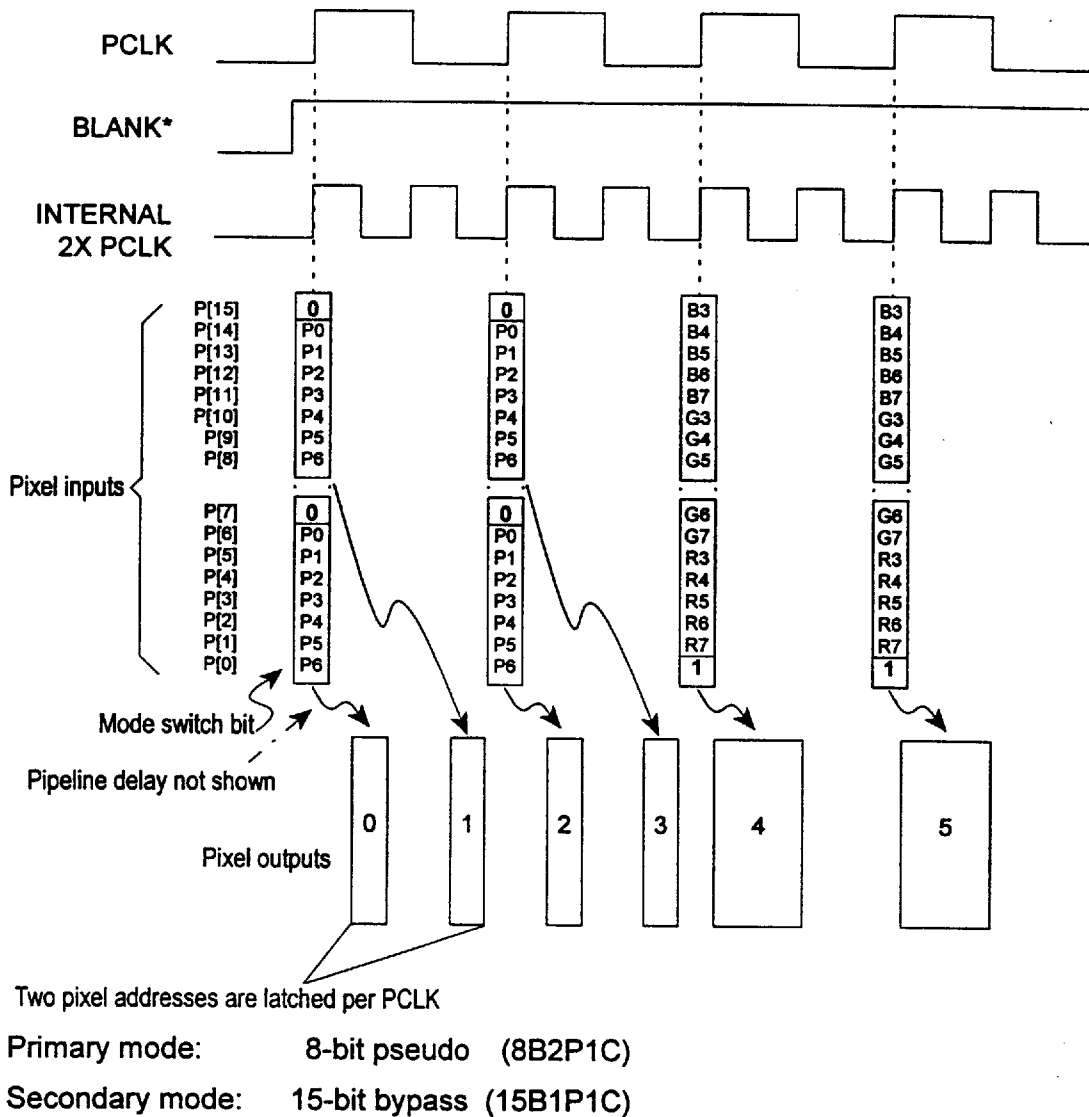 PCLK
BLANK*
INTERNAL
2X PCLK
Pixel inputs
P[15] 0 0 B3 B3
P[14] P0 P0 B4 B4
P[13] P1 P1 B5 B5
P[12] P2 P2 B6 B6
P[11] P3 P3 B7 B7
P[10] P4 P4 G3 G3
P[9] P5 P5 G4 G4
P[8] P6 P6 G5 G5
P[7] 0 0 G6 G6
P[6] P0 P0 G7 G7
P[5] P1 P1 R3 R3
P[4] P2 P2 R4 R4
P[3] P3 P3 R5 R5
P[2] P4 P4 R6 R6
P[1] P5 P5 R7 R7
P[0] P6 P6 1 1
Mode switch bit
Pipeline delay not shown
0 1 2 3 4 5
Pixel outputs
Two pixel addresses are latched per PCLK
Primary mode: 8-bit pseudo (8B2P1C)
Secondary mode: 15-bit bypass (15B1P1C)